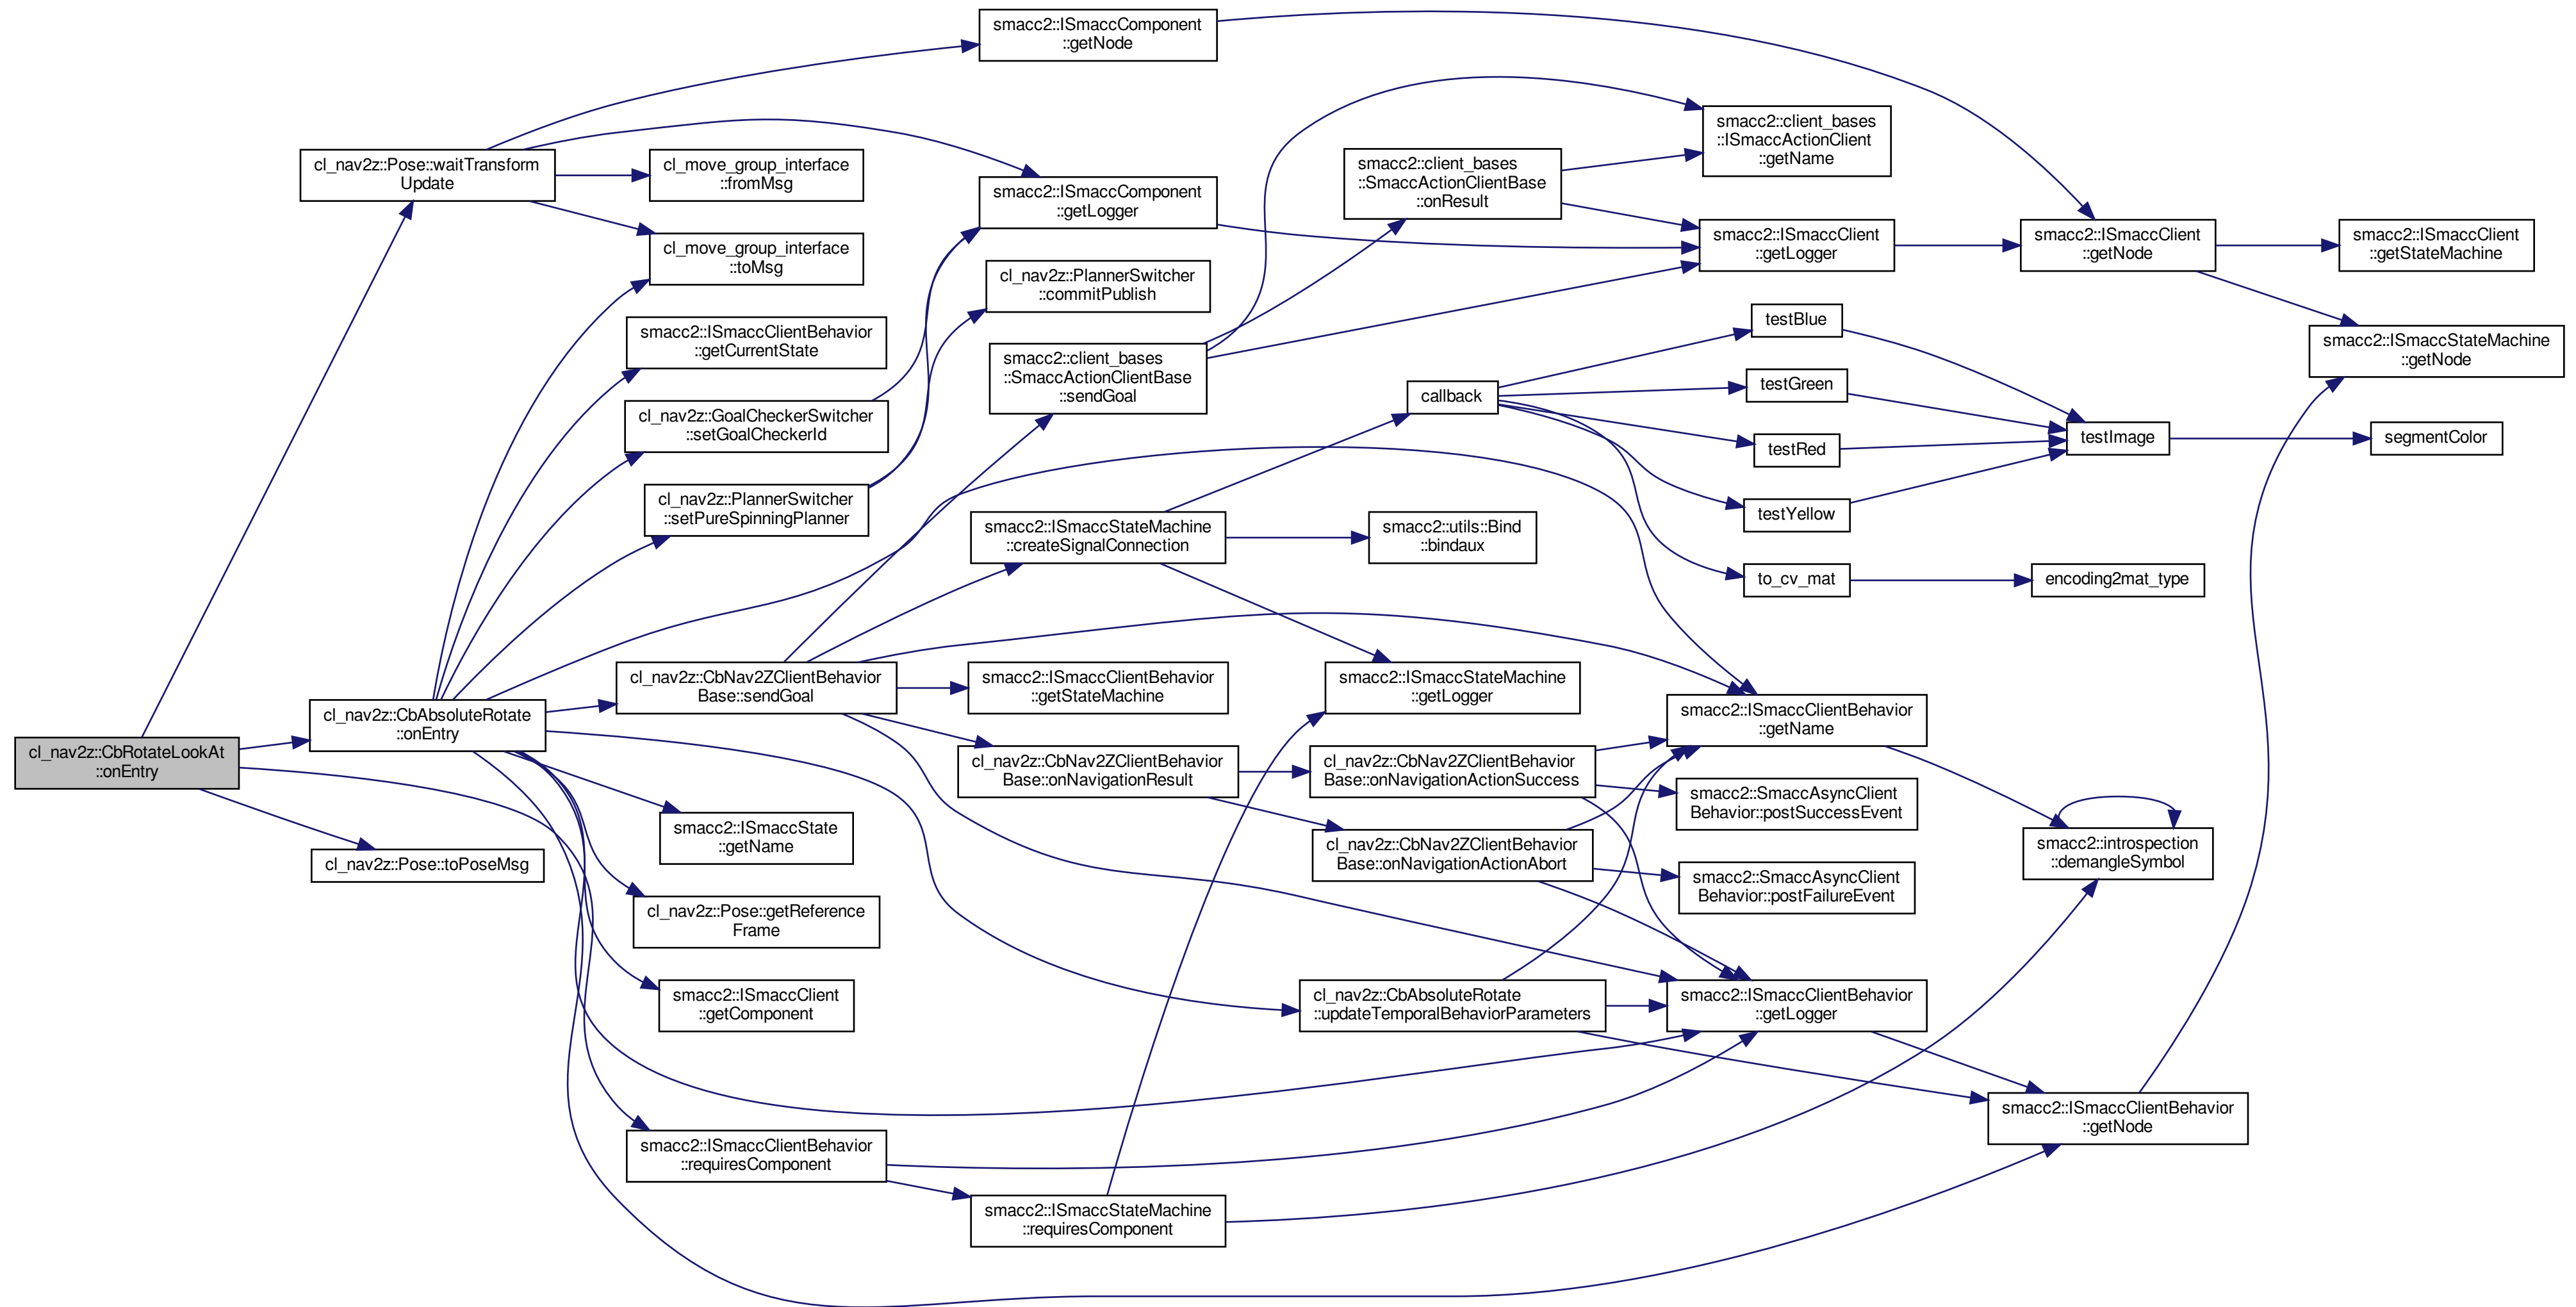 smacc2::ISmaccComponent
::getNode
smacc2::client_bases
::ISmaccActionClient
::getName
cl_nav2z::Pose::waitTransform
Update
cl_move_group_interface
::fromMsg
smacc2::ISmaccComponent
::getLogger
smacc2::client_bases
::SmaccActionClientBase
::onResult
cl_move_group_interface
::toMsg
smacc2::ISmaccClient
::getLogger
smacc2::ISmaccClient
::getNode
smacc2::ISmaccClient
::getStateMachine
cl_nav2z::PlannerSwitcher
::commitPublish
smacc2::ISmaccClientBehavior
::getCurrentState
testBlue
smacc2::ISmaccStateMachine
::getNode
smacc2::client_bases
::SmaccActionClientBase
::sendGoal
callback
testGreen
cl_nav2z::GoalCheckerSwitcher
::setGoalCheckerId
testRed
testImage
segmentColor
cl_nav2z::PlannerSwitcher
::setPureSpinningPlanner
testYellow
smacc2::ISmaccStateMachine
::createSignalConnection
smacc2::utils::Bind
::bindaux
to_cv_mat
encoding2mat_type
cl_nav2z::CbNav2ZClientBehavior
Base::sendGoal
smacc2::ISmaccClientBehavior
::getStateMachine
smacc2::ISmaccStateMachine
::getLogger
cl_nav2z::CbAbsoluteRotate
::onEntry
smacc2::ISmaccClientBehavior
::getName
cl_nav2z::CbRotateLookAt
::onEntry
cl_nav2z::CbNav2ZClientBehavior
Base::onNavigationResult
cl_nav2z::CbNav2ZClientBehavior
Base::onNavigationActionSuccess
smacc2::SmaccAsyncClient
Behavior::postSuccessEvent
smacc2::ISmaccState
::getName
cl_nav2z::CbNav2ZClientBehavior
Base::onNavigationActionAbort
smacc2::introspection
::demangleSymbol
cl_nav2z::Pose::toPoseMsg
smacc2::SmaccAsyncClient
Behavior::postFailureEvent
cl_nav2z::Pose::getReference
Frame
smacc2::ISmaccClient
::getComponent
cl_nav2z::CbAbsoluteRotate
::updateTemporalBehaviorParameters
smacc2::ISmaccClientBehavior
::getLogger
smacc2::ISmaccClientBehavior
::getNode
smacc2::ISmaccClientBehavior
::requiresComponent
smacc2::ISmaccStateMachine
::requiresComponent